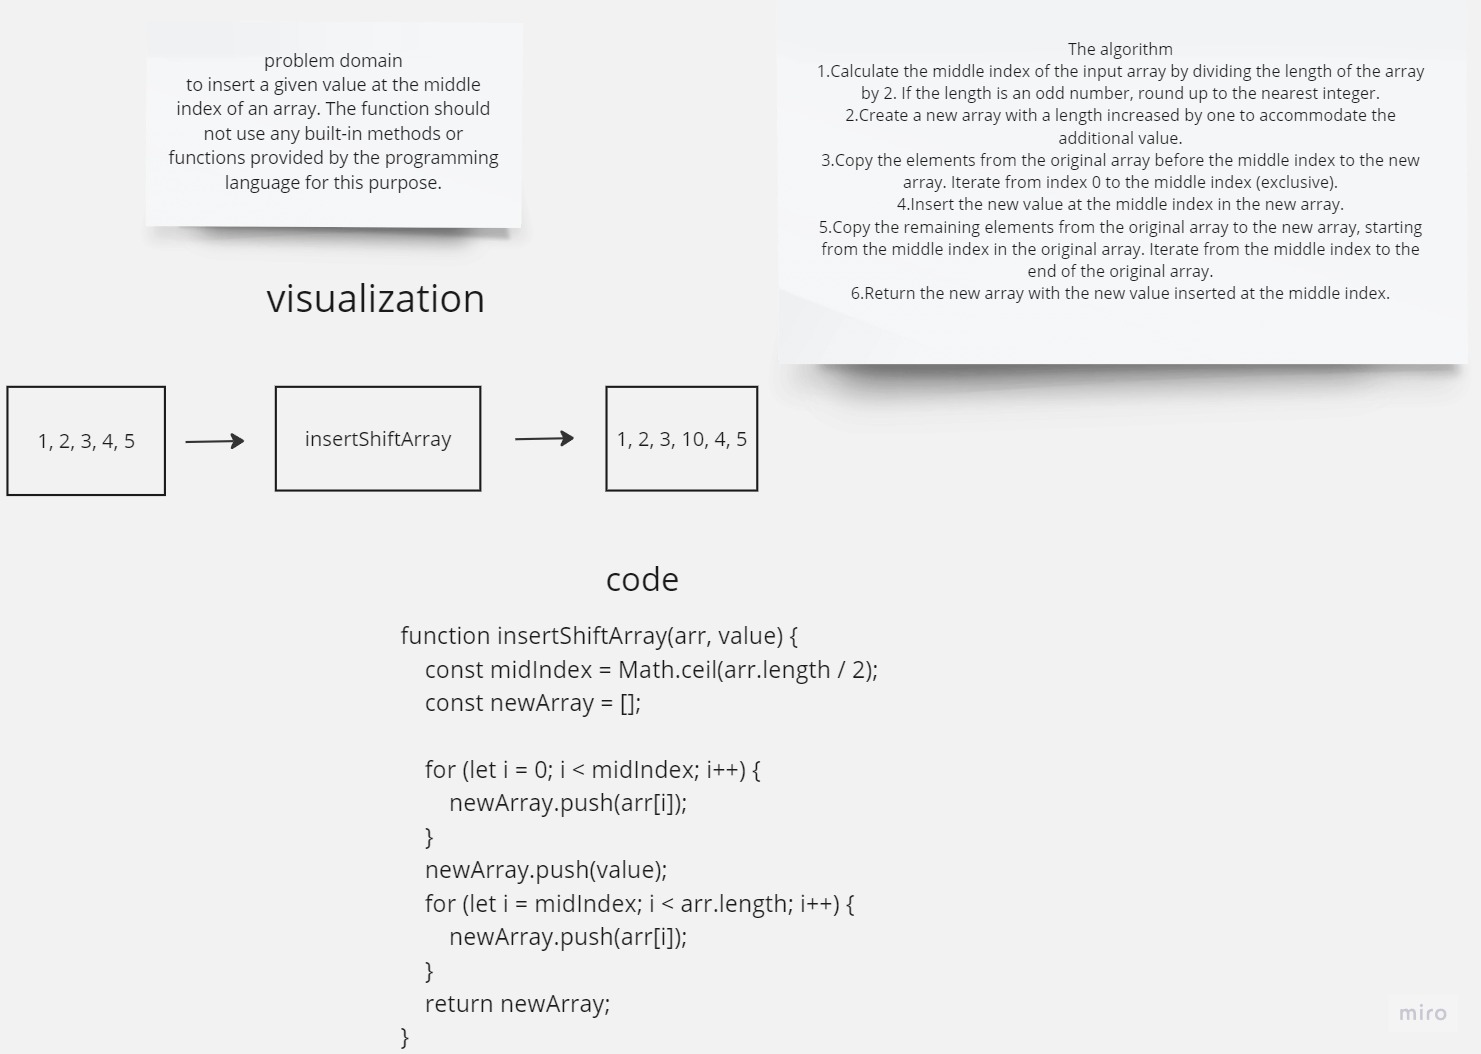 problem domain
to insert a given value at the middle
index of an array. The function should
not use any built-in methods or
functions provided by the programming
language for this purpose.
The algorithm
1.Calculate the middle index of the input array by dividing the length of the array
by 2. If the length is an odd number, round up to the nearest integer.
2.Create a new array with a length increased by one to accommodate the
additional value.
3.Copy the elements from the original array before the middle index to the new
array. Iterate from index 0 to the middle index (exclusive).
4.Insert the new value at the middle index in the new array.
5.Copy the remaining elements from the original array to the new array, starting
from the middle index in the original array. Iterate from the middle index to the
end of the original array.
6.Return the new array with the new value inserted at the middle index.
visualization
1, 2, 3, 4, 5
insertShiftArray
1, 2, 3, 10, 4, 5
code
function insertShiftArray(arr, value) {
const midIndex = Math.ceil(arr.length / 2);
const newArray = [];
for (let i = 0; i < midIndex; i++) {
newArray.push(arr[i]);
}
newArray.push(value);
for (let i = midIndex; i < arr.length; i++) {
newArray.push(arr[i]);
}
return newArray;
}
miro